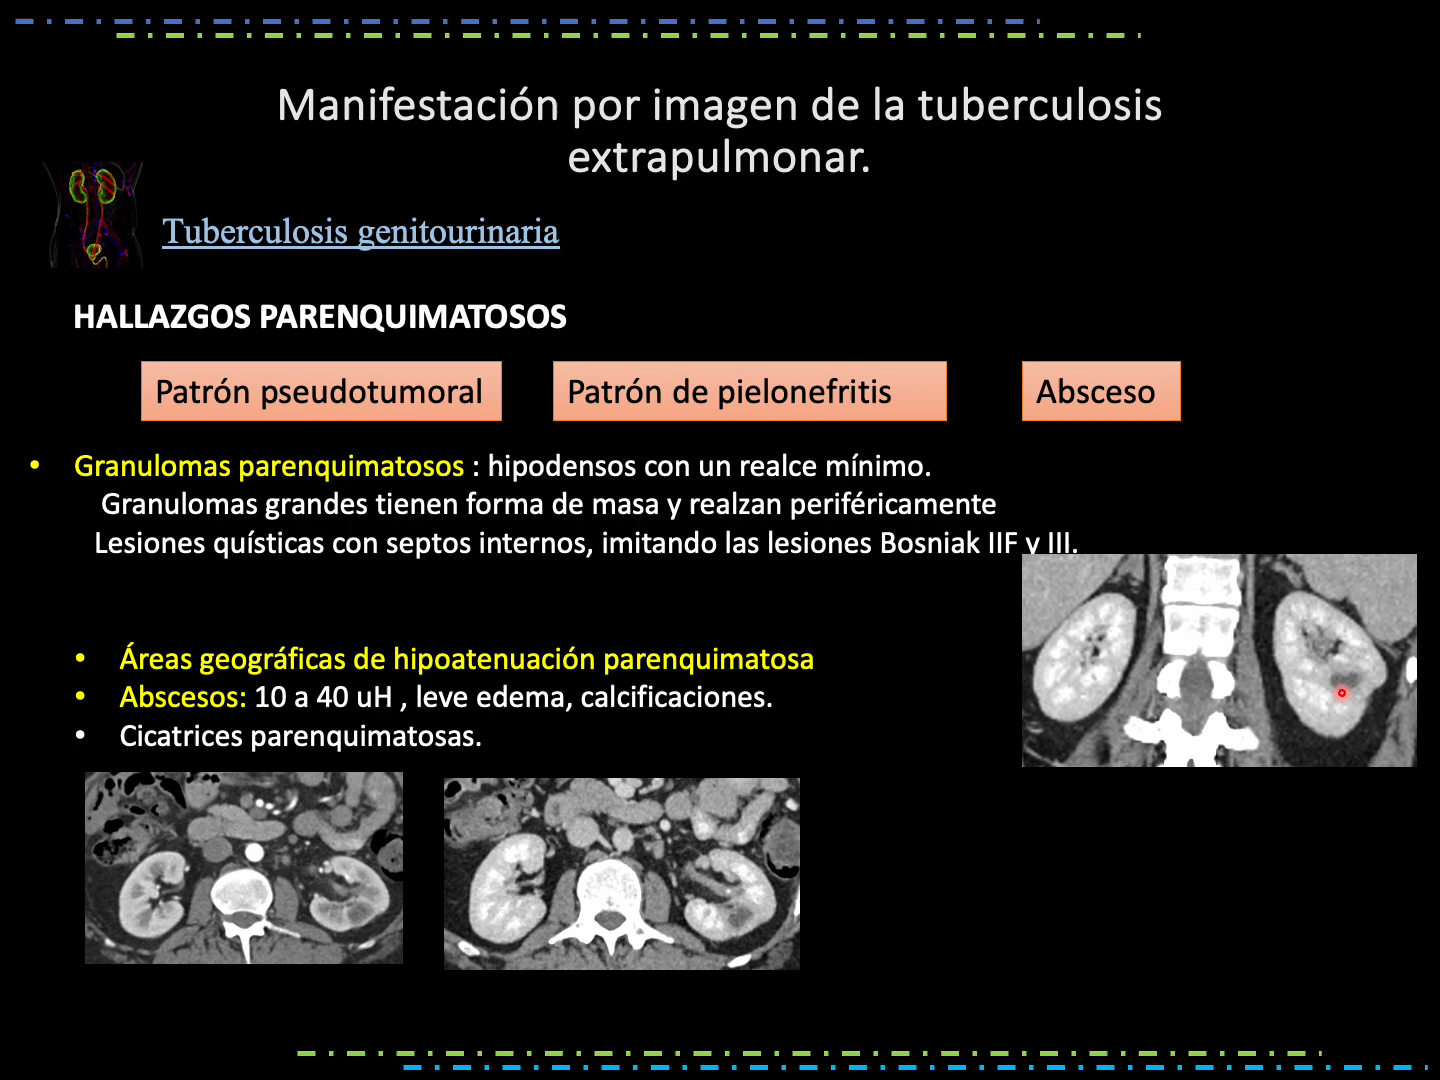 Manifestación por imagen de la tuberculosis
extrapulmonar.
Tuberculosis genitourinaria
HALLAZGOS PARENQUIMATOSOS
Patrón pseudotumoral
Patrón de pielonefritis
Absceso
• Granulomas parenquimatosos : hipodensos con un realce mínimo.
Granulomas grandes tienen forma de masa y realzan periféricamente
Lesiones quísticas con septos internos, imitando las lesiones Bosniak IIF y III.
• Áreas geográficas de hipoatenuación parenquimatosa
• Abscesos: 10 a 40 uH , leve edema, calcificaciones.
• Cicatrices parenquimatosas.